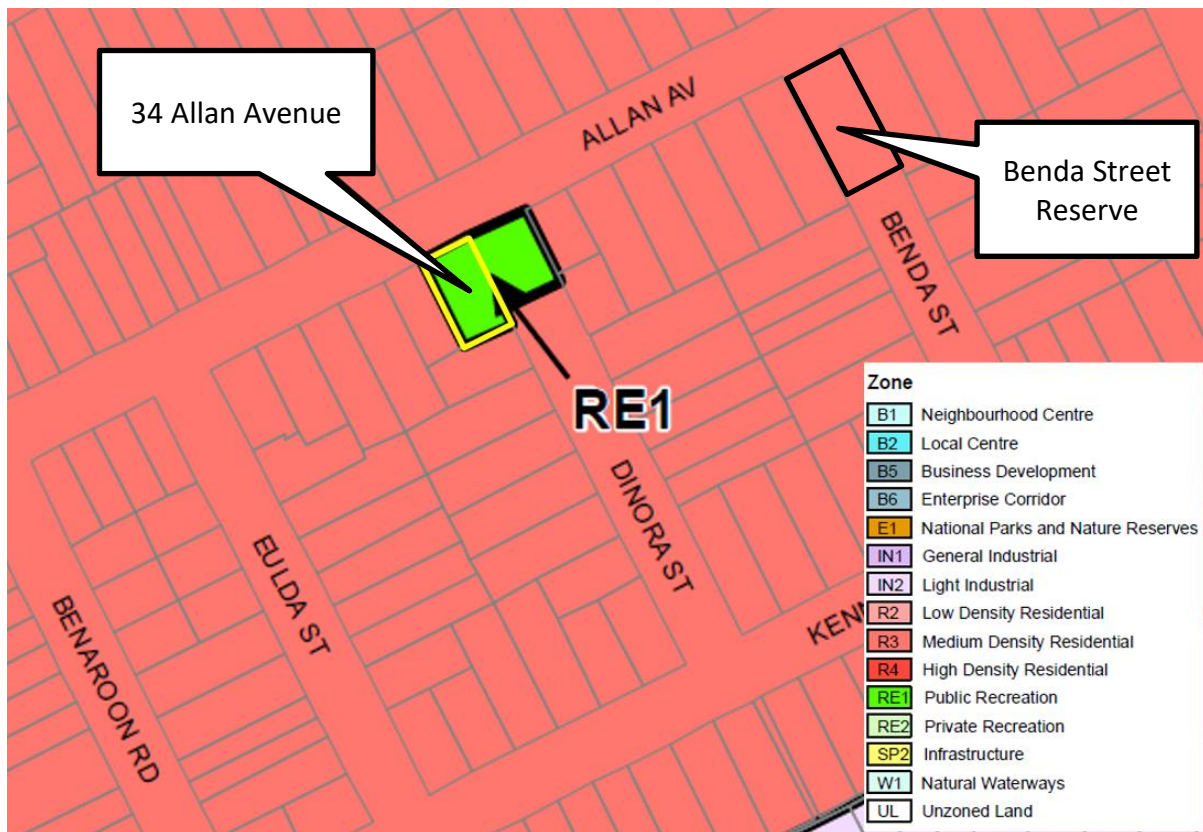 34 Allan Avenue
ALLAN AV
Benda Street
Reserve
BENDA ST
RE1
DINORA ST
EULDA ST
BENAROON RD
KENN
Zone
B1 Neighbourhood Centre
B2 Local Centre
B5 Business Development
B6 Enterprise Corridor
E1 National Parks and Nature Reserves
IN1 General Industrial
IN2 Light Industrial
R2 Low Density Residential
R3 Medium Density Residential
R4 High Density Residential
RE1 Public Recreation
RE2 Private Recreation
SP2 Infrastructure
W1 Natural Waterways
UL Unzoned Land